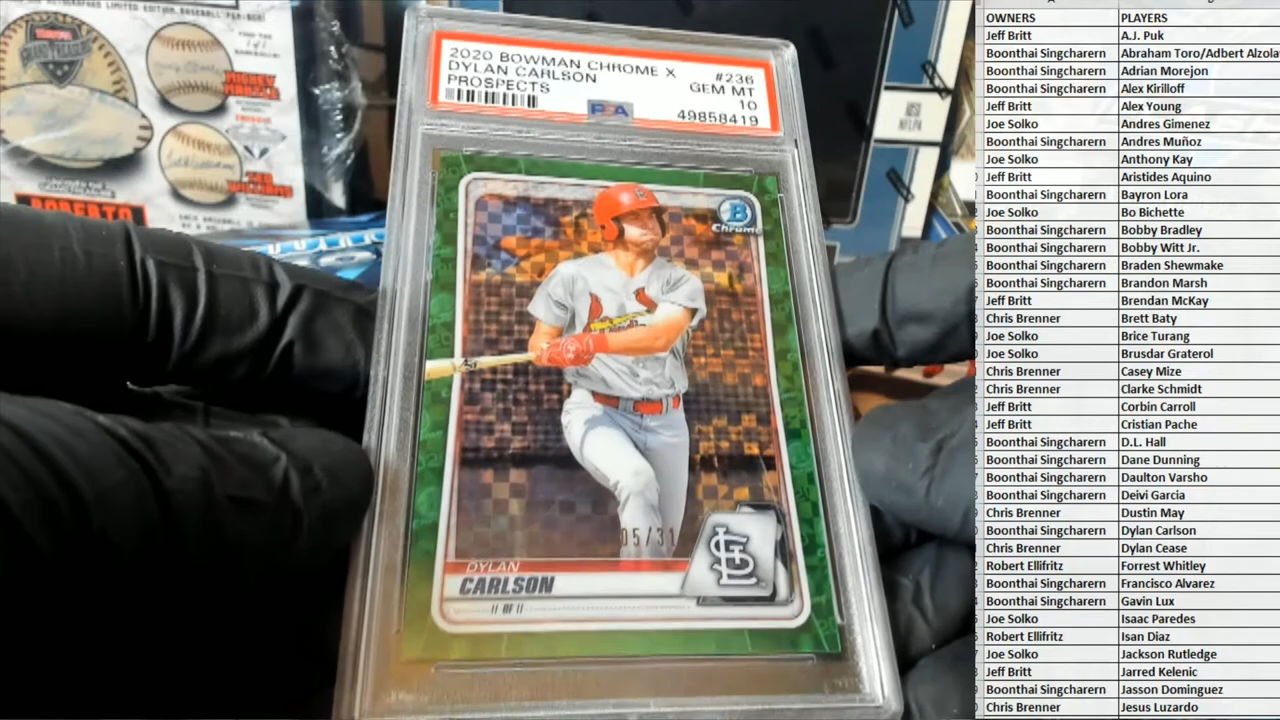 2020 BOWMAN CHROME X
#236
DYLAN CARLSON
GEM MT
PROSPECTS
10
PSA
49858419
B
Chrome
05/31
STL
DYLAN
CARLSON
// OF //
MICKEY
MANTLE
TED
WILLIAMS
ROBERTO
OWNERS PLAYERS
Jeff Britt A.J. Puk
Boonthai Singcharern Abraham Toro/Adbert Alzola
Boonthai Singcharern Adrian Morejon
Boonthai Singcharern Alex Kirilloff
Jeff Britt Alex Young
Joe Solko Andres Gimenez
Boonthai Singcharern Andres Muñoz
Joe Solko Anthony Kay
Jeff Britt Aristides Aquino
Boonthai Singcharern Bayron Lora
Joe Solko Bo Bichette
Boonthai Singcharern Bobby Bradley
Boonthai Singcharern Bobby Witt Jr.
Boonthai Singcharern Braden Shewmake
Boonthai Singcharern Brandon Marsh
Jeff Britt Brendan McKay
Chris Brenner Brett Baty
Joe Solko Brice Turang
Joe Solko Brusdar Graterol
Chris Brenner Casey Mize
Chris Brenner Clarke Schmidt
Jeff Britt Corbin Carroll
Jeff Britt Cristian Pache
Boonthai Singcharern D.L. Hall
Boonthai Singcharern Dane Dunning
Boonthai Singcharern Daulton Varsho
Boonthai Singcharern Deivi Garcia
Chris Brenner Dustin May
Boonthai Singcharern Dylan Carlson
Chris Brenner Dylan Cease
Robert Ellifritz Forrest Whitley
Boonthai Singcharern Francisco Alvarez
Boonthai Singcharern Gavin Lux
Joe Solko Isaac Paredes
Robert Ellifritz Isan Diaz
Joe Solko Jackson Rutledge
Jeff Britt Jarred Kelenic
Boonthai Singcharern Jasson Dominguez
Chris Brenner Jesus Luzardo